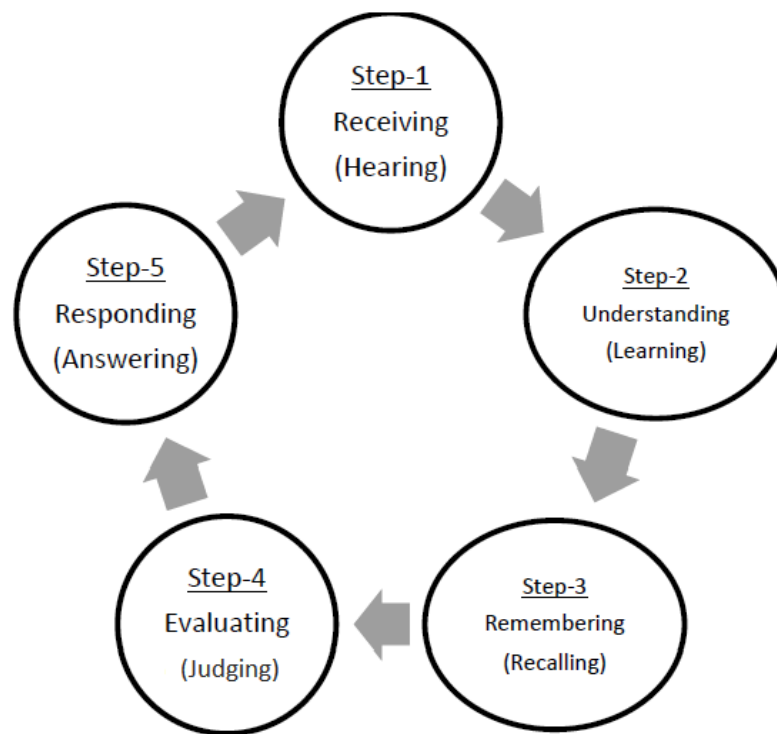 Step-1
Receiving
(Hearing)
Step-2
Understanding
(Learning)
Step-3
Remembering
(Recalling)
Step-4
Evaluating
(Judging)
Step-5
Responding
(Answering)